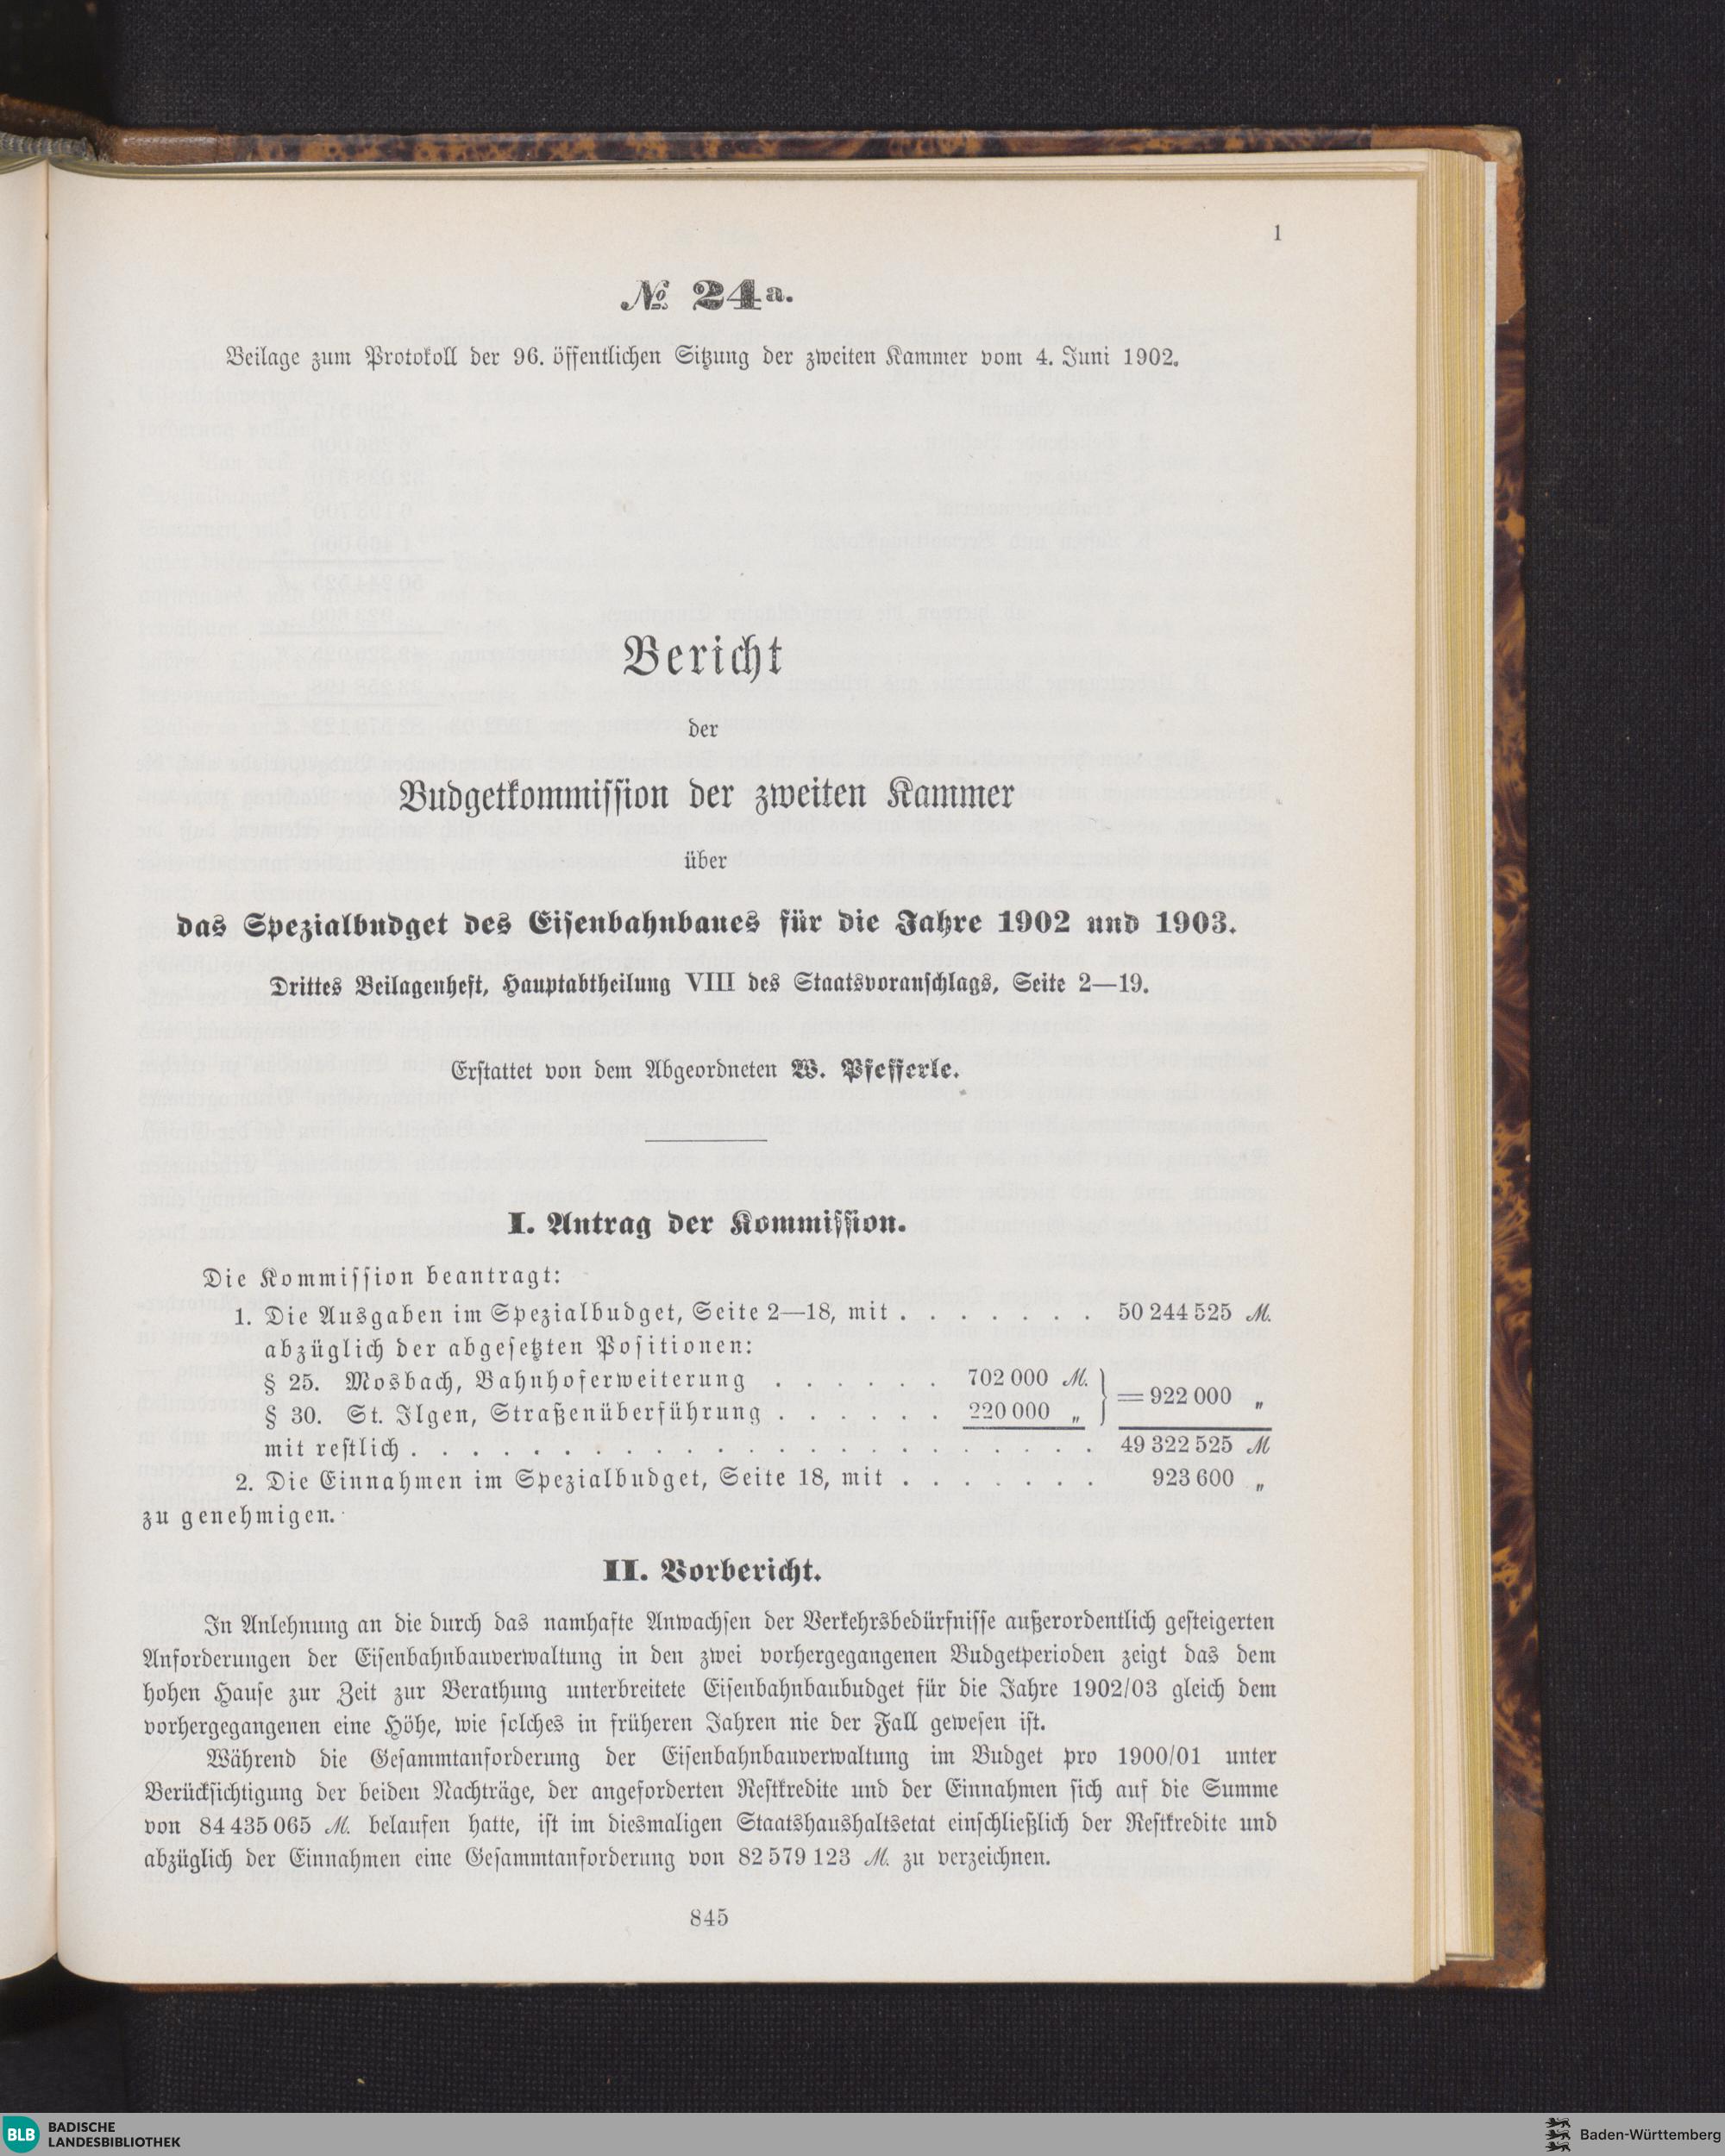 1
№ 24a.
Beilage zum Protokoll der 96. öffentlichen Sitzung der zweiten Kammer vom 4. Juni 1902.
Bericht
der
Budgetkommission der zweiten Kammer
über
das Spezialbudget des Eisenbahnbaues für die Jahre 1902 und 1903.
Drittes Beilagenheft, Hauptabtheilung VIII des Staatsvoranschlags, Seite 2—19.
Erstattet von dem Abgeordneten W. Pfefferle.
I. Antrag der Kommission.
Die Kommission beantragt:
1. Die Ausgaben im Spezialbudget, Seite 2—18, mit . . . . . . . 50 244 525 M.
abzüglich der abgesetzten Positionen:
§ 25. Mosbach, Bahnhoferweiterung . . . . . . 702 000 M.
§ 30. St. Ilgen, Straßenüberführung . . . . . . 220 000 „ } = 922 000 „
mit restlich . . . . . . . . . . . . . . . . . . 49 322 525 M
2. Die Einnahmen im Spezialbudget, Seite 18, mit . . . . . . . 923 600 „
zu genehmigen.
II. Vorbericht.
In Anlehnung an die durch das namhafte Anwachsen der Verkehrsbedürfnisse außerordentlich gesteigerten
Anforderungen der Eisenbahnbauverwaltung in den zwei vorhergegangenen Budgetperioden zeigt das dem
hohen Hause zur Zeit zur Berathung unterbreitete Eisenbahnbaubudget für die Jahre 1902/03 gleich dem
vorhergegangenen eine Höhe, wie solches in früheren Jahren nie der Fall gewesen ist.
Während die Gesammtanforderung der Eisenbahnbauverwaltung im Budget pro 1900/01 unter
Berücksichtigung der beiden Nachträge, der angeforderten Restkredite und der Einnahmen sich auf die Summe
von 84 435 065 M. belaufen hatte, ist im diesmaligen Staatshaushaltsetat einschließlich der Restkredite und
abzüglich der Einnahmen eine Gesammtanforderung von 82 579 123 M. zu verzeichnen.
845
BLB BADISCHE
LANDESBIBLIOTHEK
Baden-Württemberg